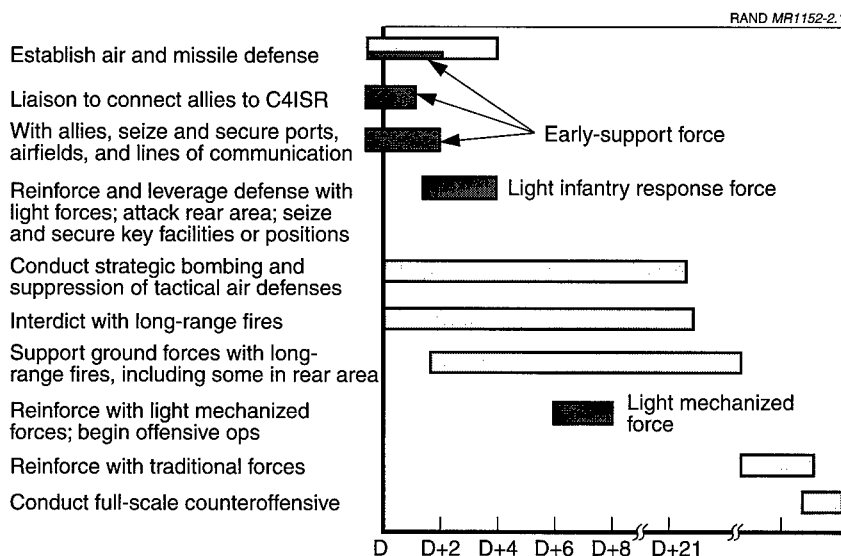 RAND MR1152-2.
Establish air and missile defense
Liaison to connect allies to C4ISR
With allies, seize and secure ports,
airfields, and lines of communication
Early-support force
Reinforce and leverage defense with
light forces; attack rear area; seize
and secure key facilities or positions
Light infantry response force
Conduct strategic bombing and
suppression of tactical air defenses
Interdict with long-range fires
Support ground forces with long-
range fires, including some in rear area
Reinforce with light mechanized
forces; begin offensive ops
Light mechanized
force
Reinforce with traditional forces
Conduct full-scale counteroffensive
D D+2 D+4 D+6 D+8 D+21